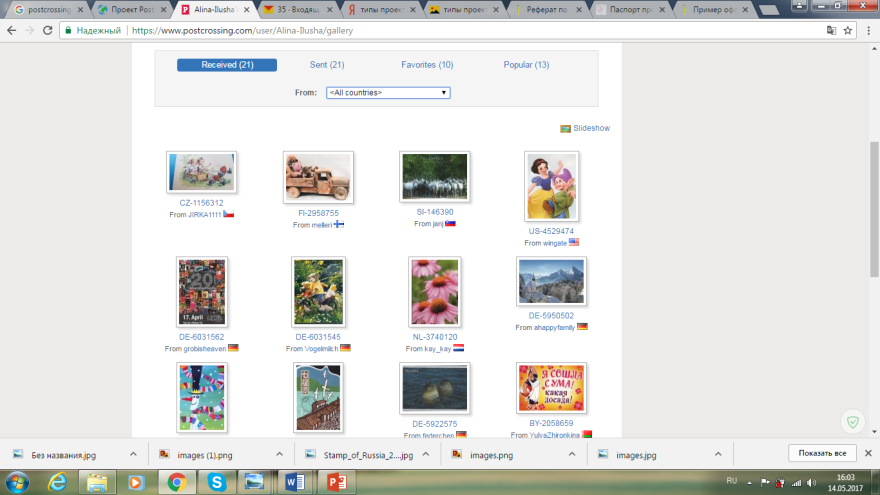 postcrossing
Проект Post
Alina-Ilusha'
35 - Входящ
типы проект
типы проект
Реферат по
Паспорт про
Пример офо
Надежный
https://www.postcrossing.com/user/Alina-Ilusha/gallery
Received (21)
Sent (21)
Favorites (10)
Popular (13)
From:
<All countries>
Slideshow
CZ-1156312
From JIRKA1111
FI-2958755
From melleri
SI-146390
From janj
US-4529474
From wingate
20
17. April
DE-6031562
From grobisheaven
DE-6031545
From Vogelmilch
NL-3740120
From kay_kay
DE-5950502
From ahappyfamily
DE-5922575
From federchen
Я СОШЛА
С УМА!
какая
досада!
BY-2058659
From YulyaZhironkina
Без названия.jpg
images (1).png
Stamp_of_Russia_2....jpg
images.png
images.jpg
Показать все
RU
16:03
14.05.2017